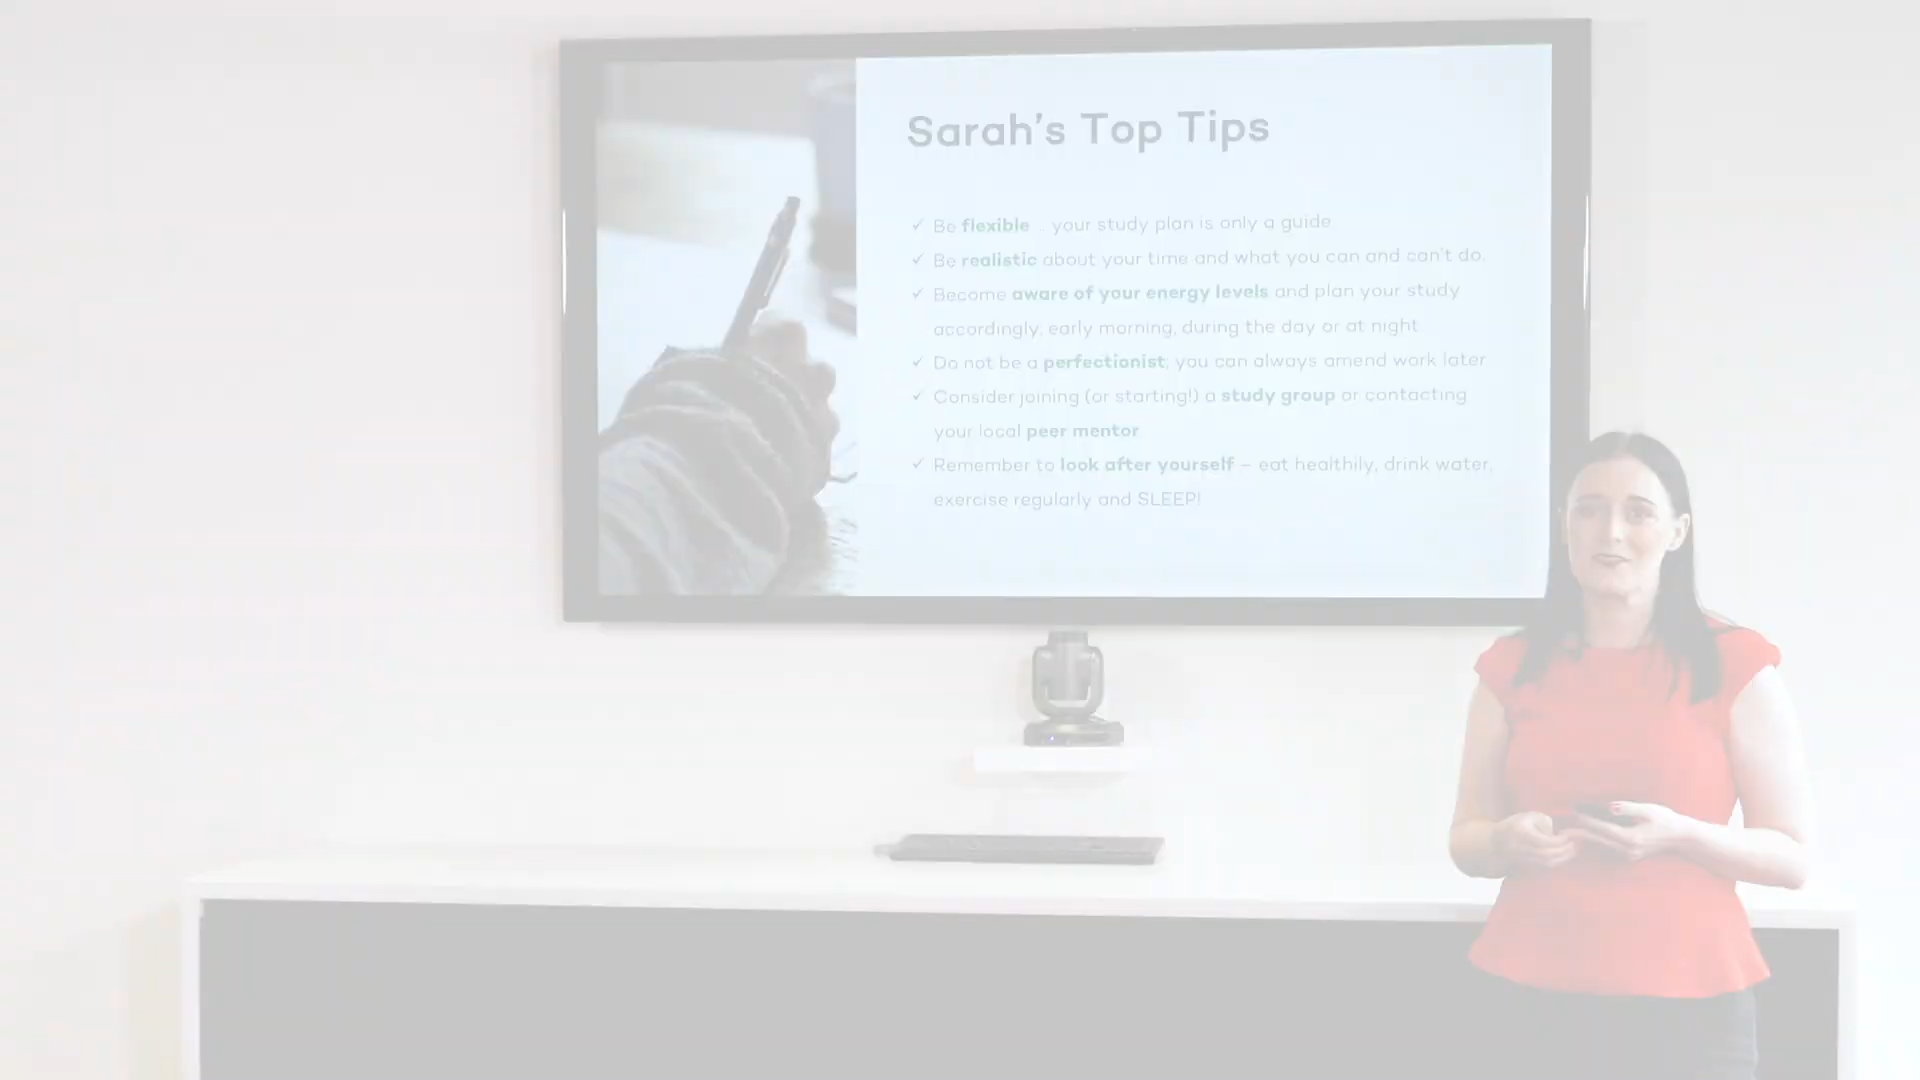 Sarah's Top Tips
✓ Be flexible .. your study plan is only a guide
✓ Be realistic about your time and what you can and can't do.
✓ Become aware of your energy levels and plan your study
accordingly; early morning, during the day or at night
✓ Do not be a perfectionist; you can always amend work later
✓ Consider joining (or starting!) a study group or contacting
your local peer mentor
✓ Remember to look after yourself – eat healthily, drink water,
exercise regularly and SLEEP!